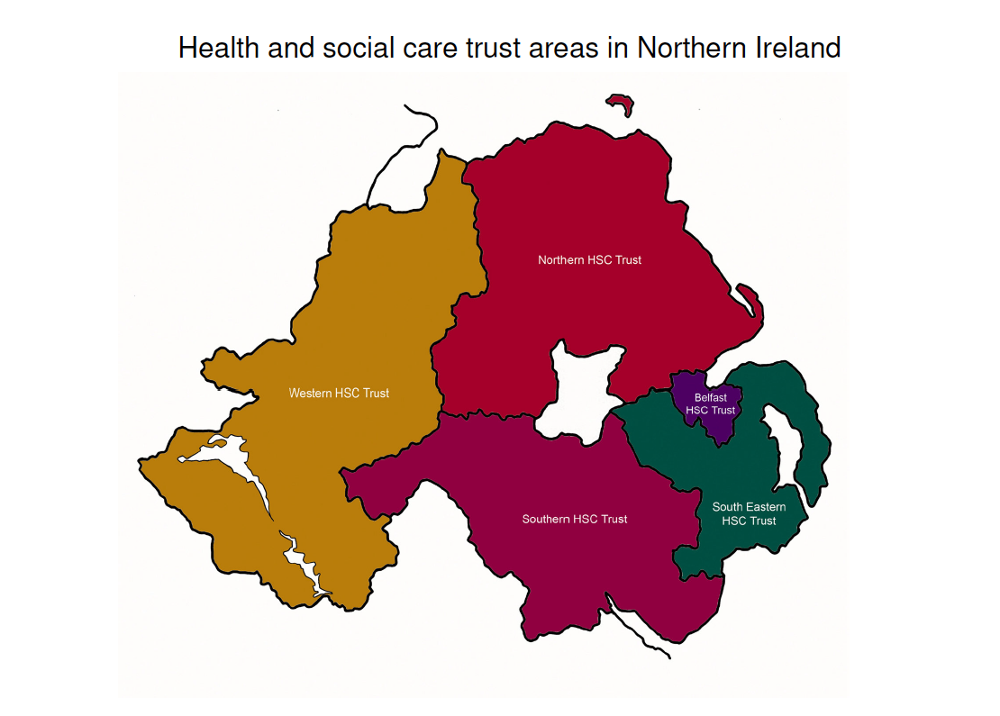 Health and social care trust areas in Northern Ireland
Northern HSC Trust
Western HSC Trust
Belfast
HSC Trust
South Eastern
HSC Trust
Southern HSC Trust